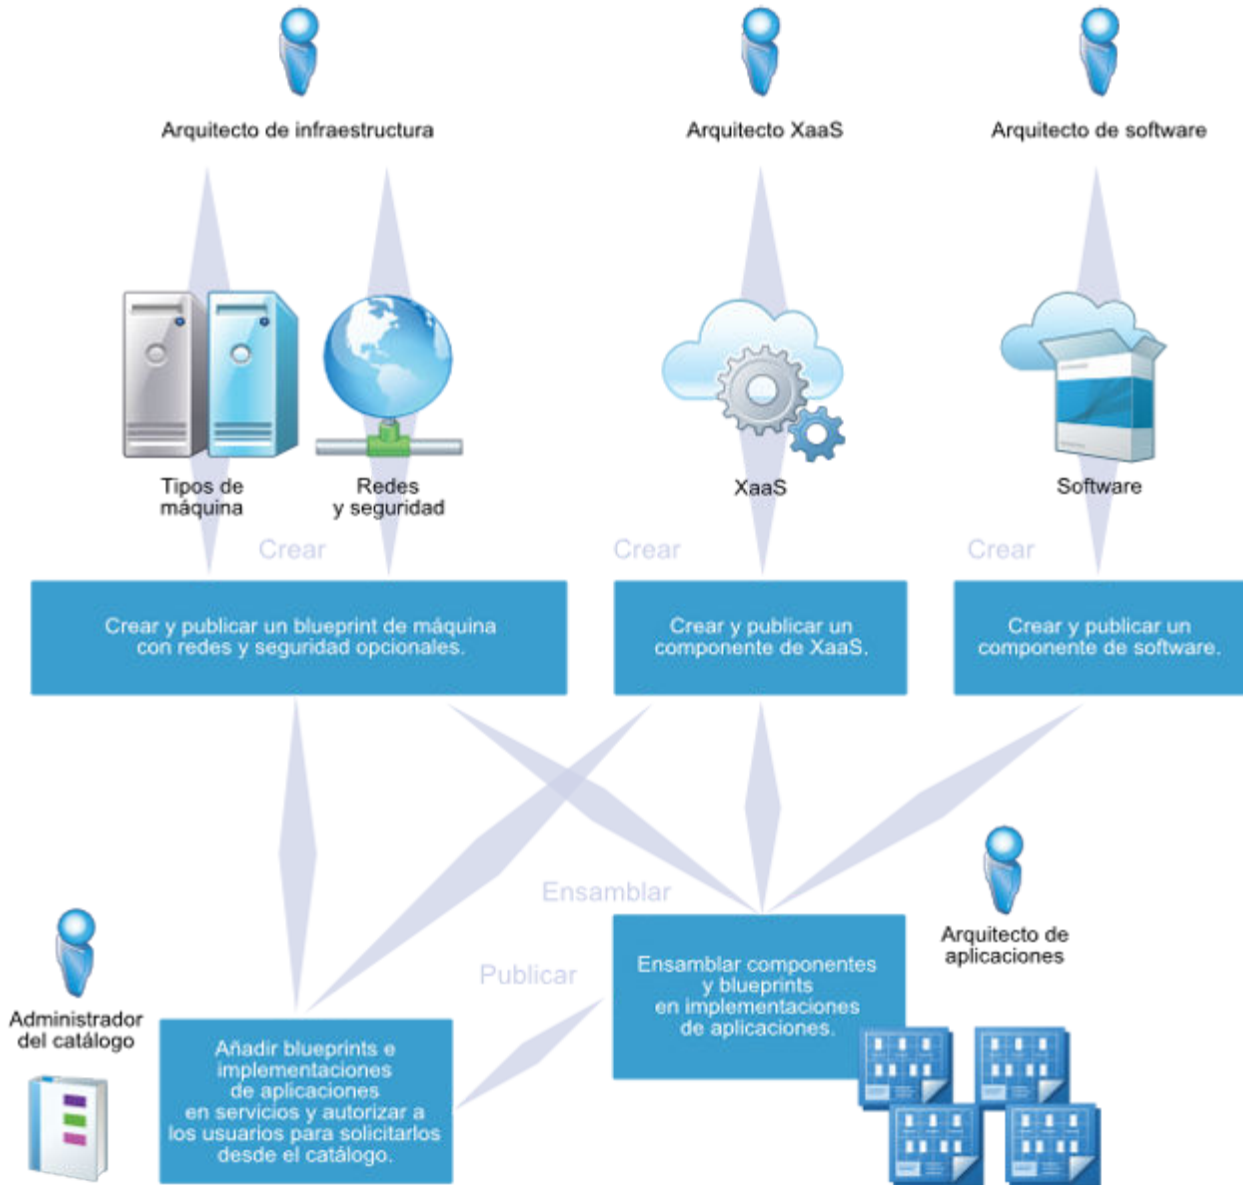 Arquitecto de infraestructura
Arquitecto XaaS
Arquitecto de software
Tipos de
máquina
Redes
y seguridad
XaaS
Software
Crear
Crear
Crear
Crear y publicar un blueprint de máquina
con redes y seguridad opcionales.
Crear y publicar un
componente de XaaS.
Crear y publicar un
componente de software.
Ensamblar
Publicar
Ensamblar componentes
y blueprints
en implementaciones
de aplicaciones.
Arquitecto de
aplicaciones
Administrador
del catálogo
Añadir blueprints e
implementaciones
de aplicaciones
en servicios y autorizar a
los usuarios para solicitarlos
desde el catálogo.